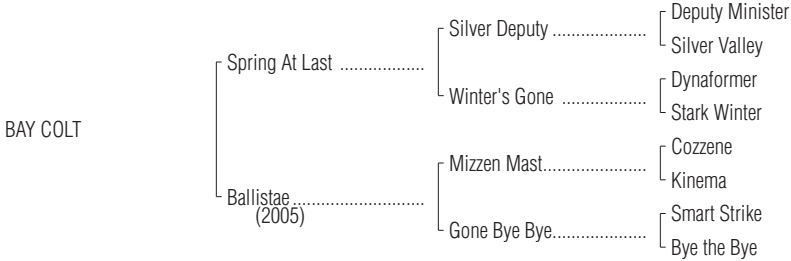 Deputy Minister
Silver Deputy ....................
Silver Valley
Spring At Last ..................
Dynaformer
Winter's Gone ..................
Stark Winter
BAY COLT
Cozzene
Mizzen Mast......................
Kinema
Ballistae ............................
(2005)
Smart Strike
Gone Bye Bye....................
Bye the Bye